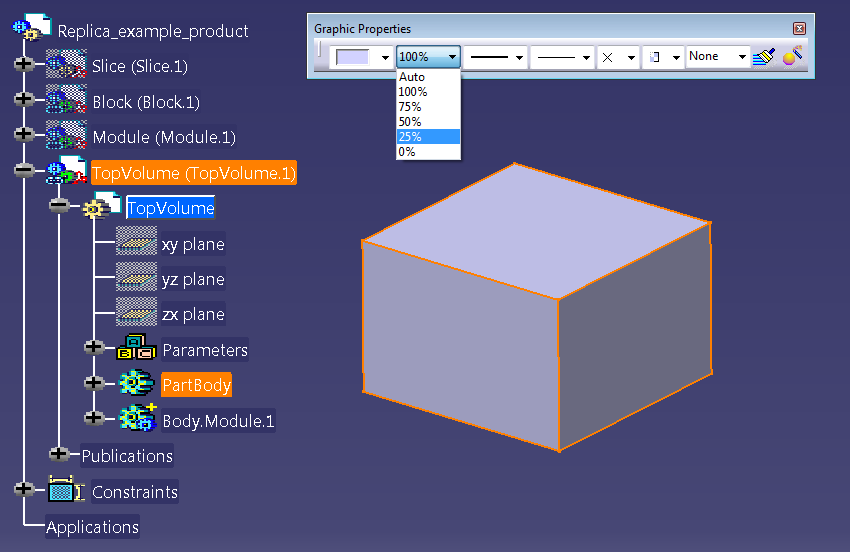 Replica_example_product
Slice (Slice.1)
Block (Block.1)
Module (Module.1)
TopVolume (TopVolume.1)
TopVolume
xy plane
yz plane
zx plane
Parameters
PartBody
Body.Module.1
Publications
Constraints
Applications
Graphic Properties
100%
None
Auto
100%
75%
50%
25%
0%